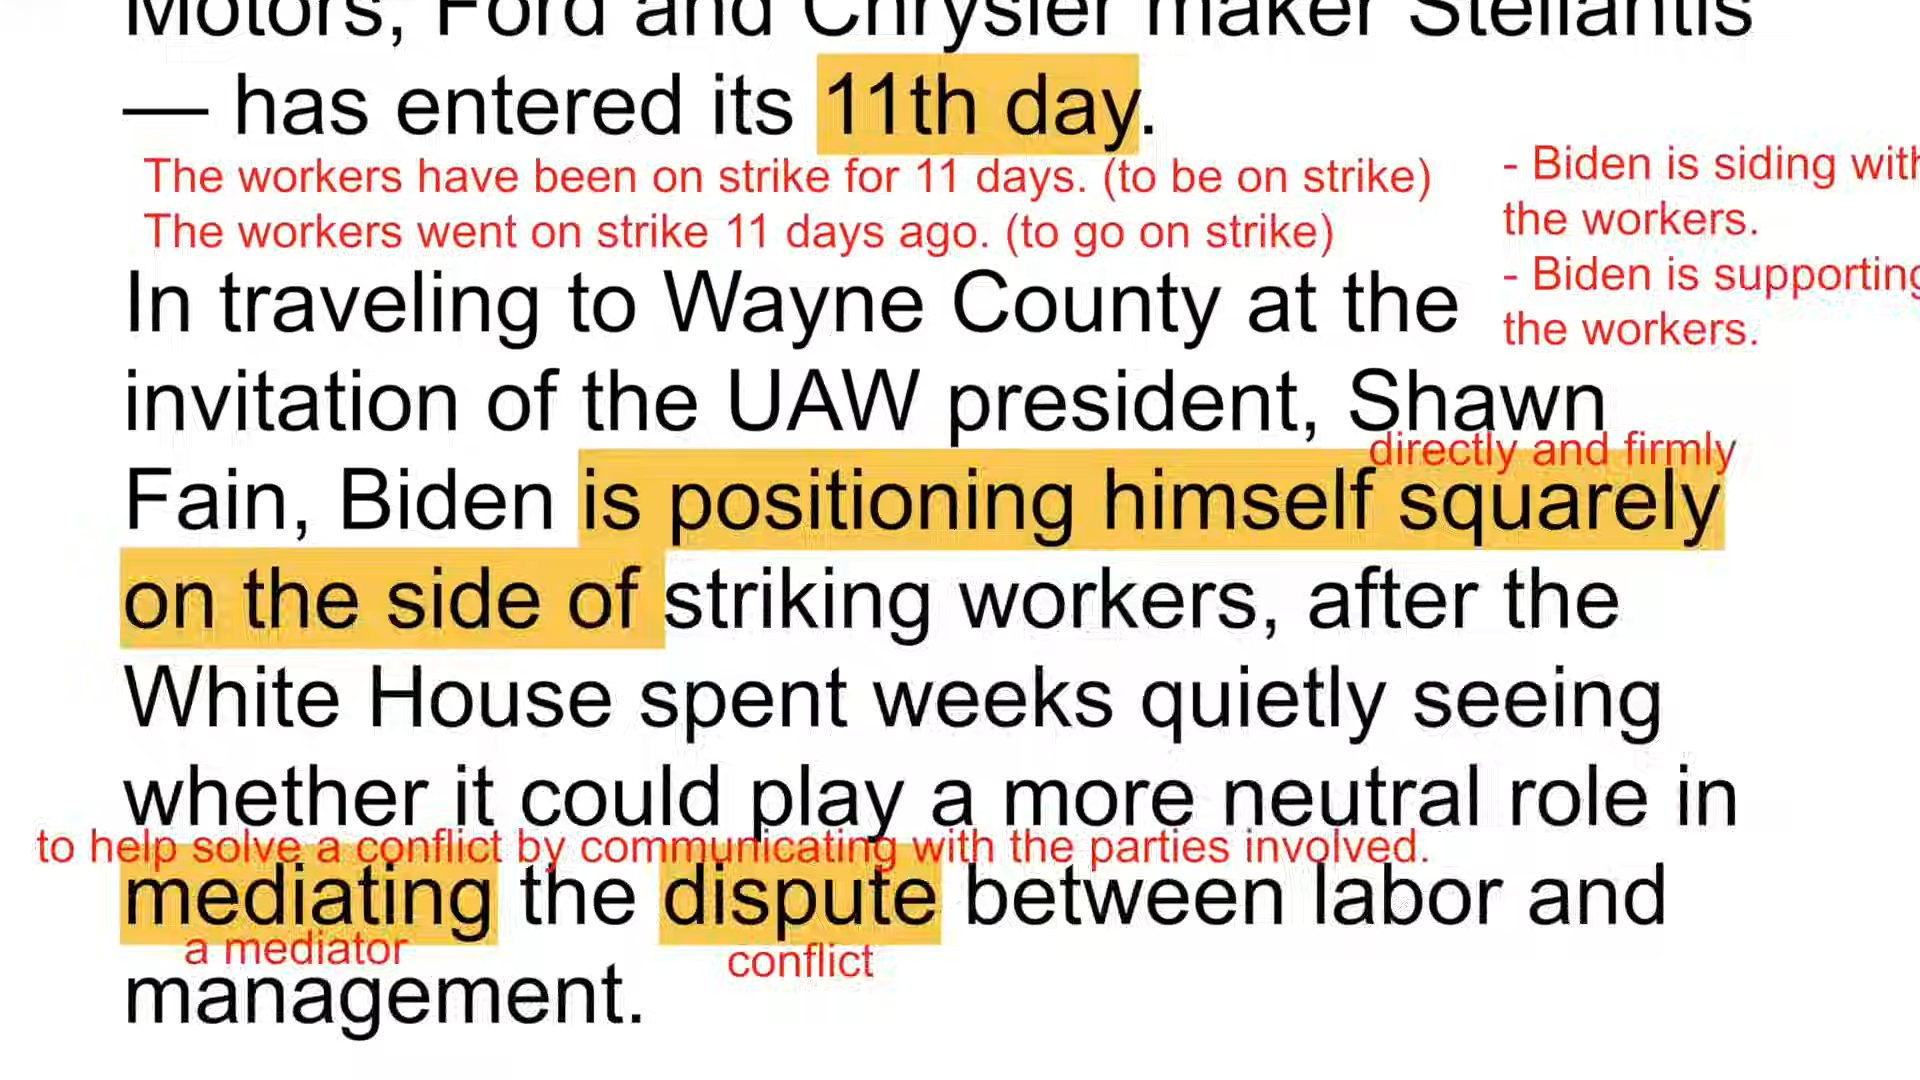 Motors, Ford and Chrysler maker Stellantis
— has entered its 11th day.
The workers have been on strike for 11 days. (to be on strike)
The workers went on strike 11 days ago. (to go on strike)
- Biden is siding with
the workers.
- Biden is supporting
the workers.
In traveling to Wayne County at the
invitation of the UAW president, Shawn
directly and firmly
Fain, Biden is positioning himself squarely
on the side of striking workers, after the
White House spent weeks quietly seeing
whether it could play a more neutral role in
to help solve a conflict by communicating with the parties involved.
mediating the dispute between labor and
a mediator
conflict
management.